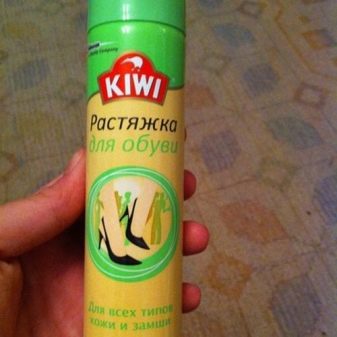 KIWI
Растяжка
для обуви
Для всех типов
кожи и замши